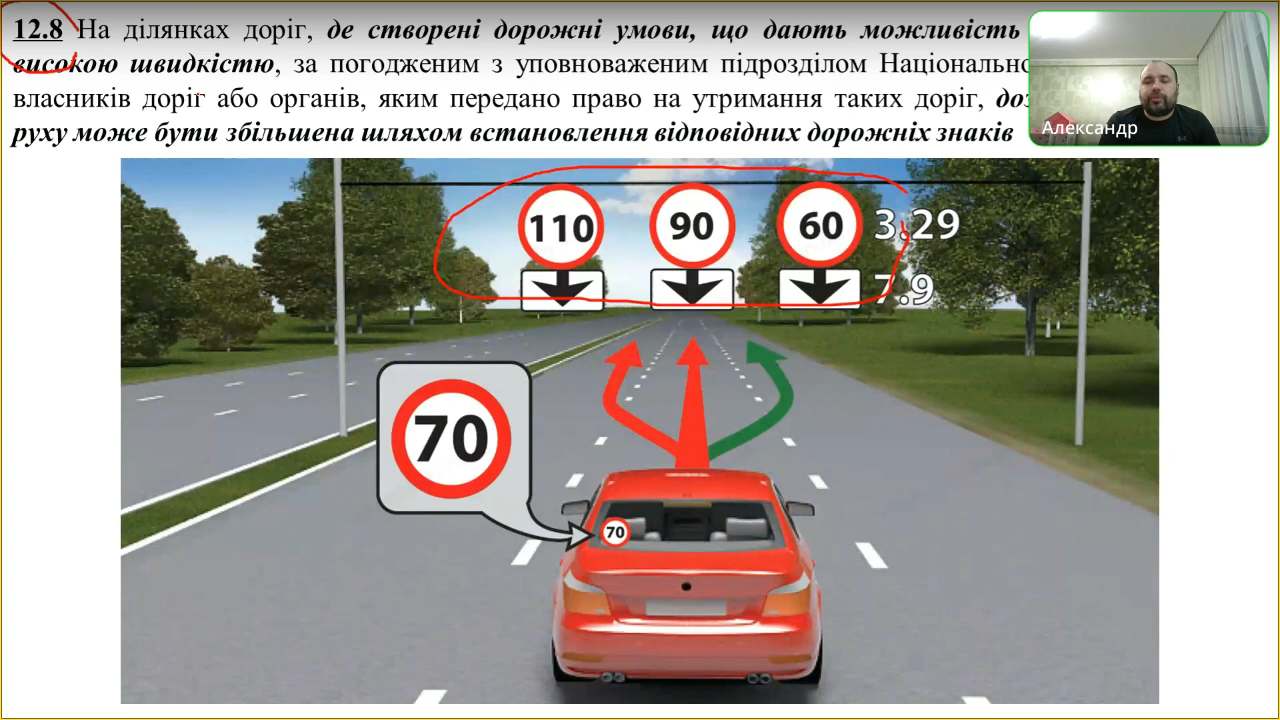 12.8 На ділянках доріг, де створені дорожні умови, що дають можливість
високою швидкістю, за погодженим з уповноваженим підрозділом Національно
власників доріг або органів, яким передано право на утримання таких доріг,
руху може бути збільшена шляхом встановлення відповідних дорожніх знаків
Александр
110 90 60 3.29
7.9
70
70